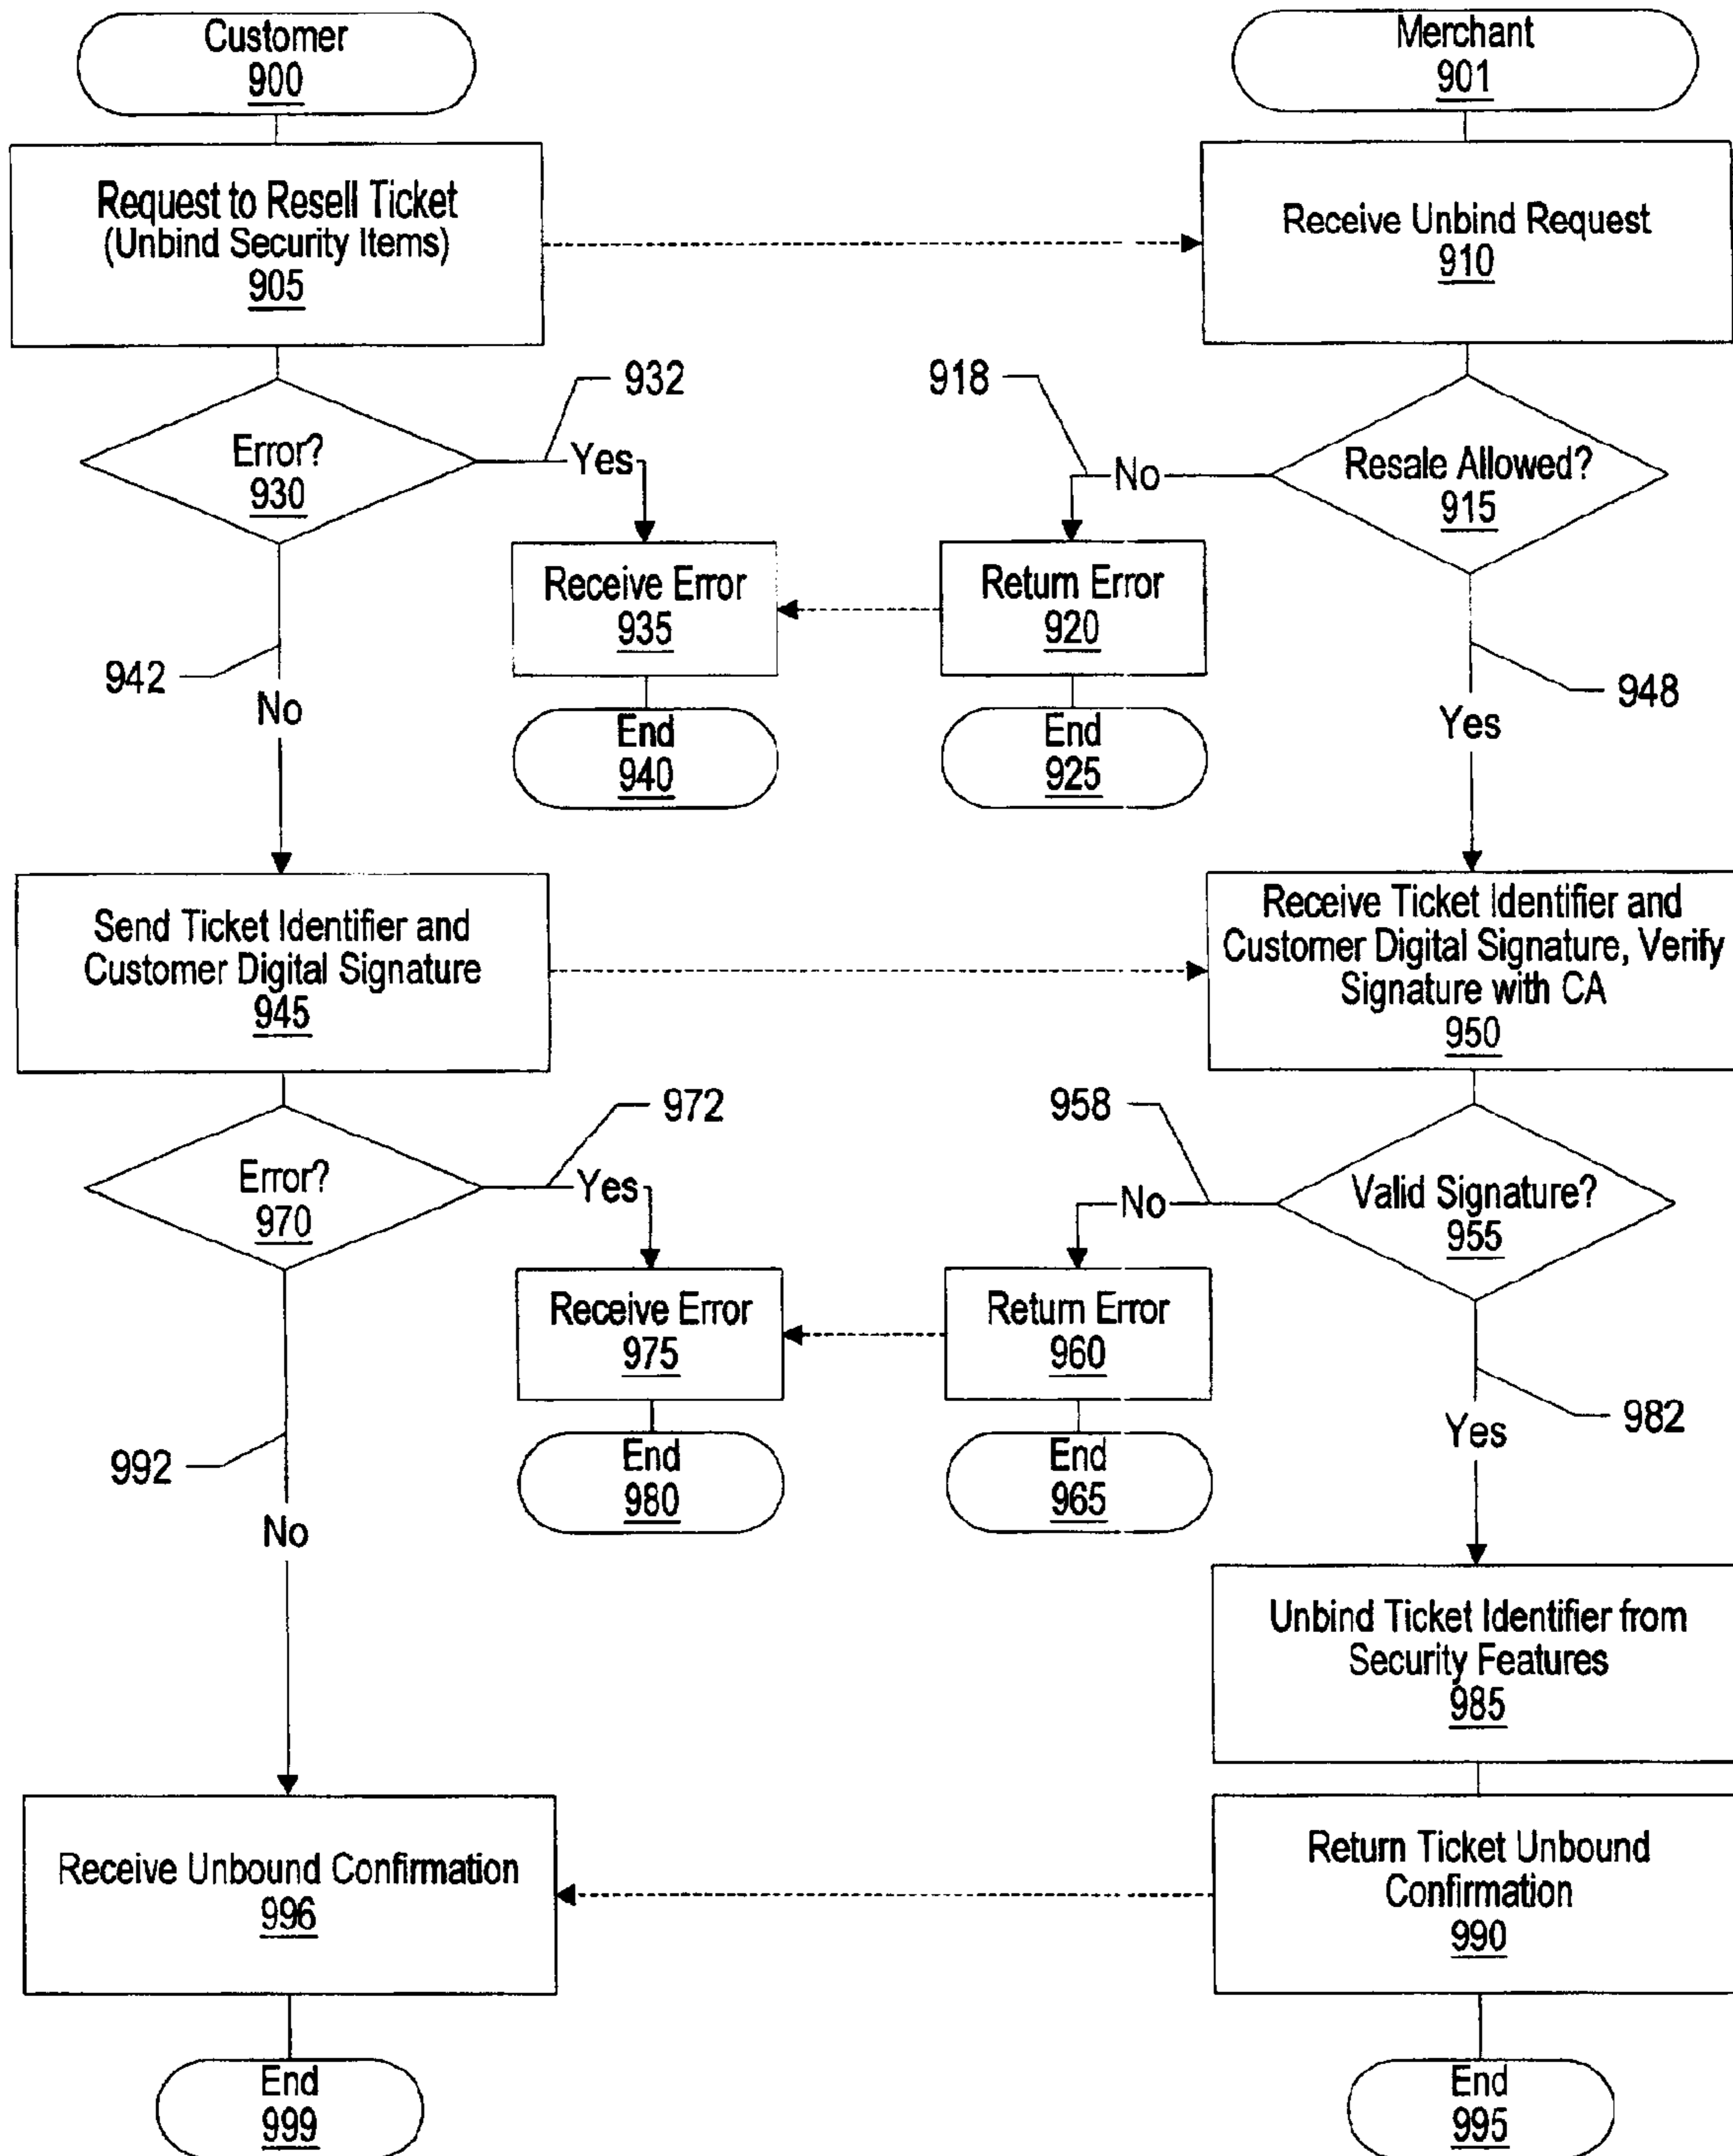 Customer
900
Merchant
901
Request to Resell Ticket
(Unbind Security Items)
905
Receive Unbind Request
910
932
918
Error?
930
Yes
No
Resale Allowed?
915
Receive Error
935
Return Error
920
942
No
948
Yes
End
940
End
925
Send Ticket Identifier and
Customer Digital Signature
945
Receive Ticket Identifier and
Customer Digital Signature, Verify
Signature with CA
950
972
958
Error?
970
Yes
No
Valid Signature?
955
Receive Error
975
Return Error
960
992
No
982
Yes
End
980
End
965
Unbind Ticket Identifier from
Security Features
985
Receive Unbound Confirmation
996
Return Ticket Unbound
Confirmation
990
End
999
End
995